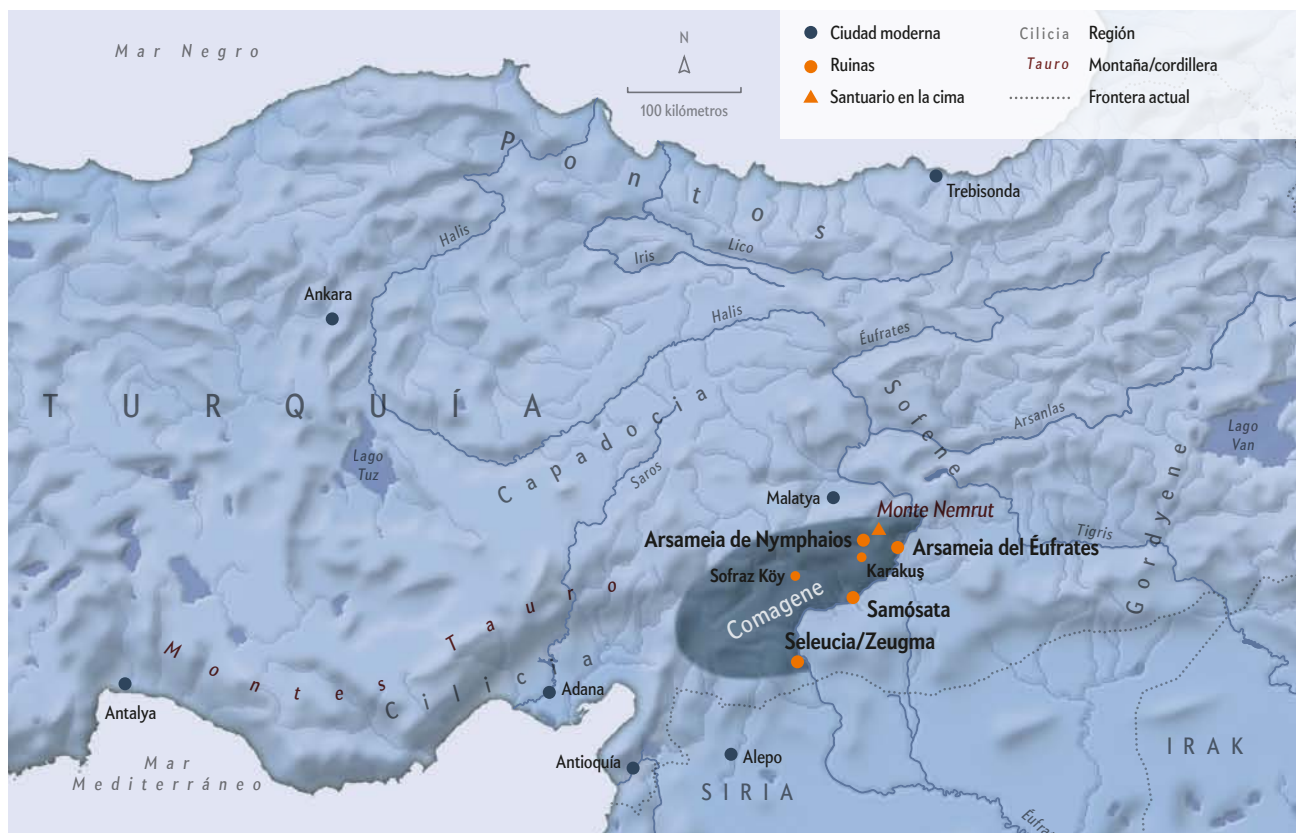 Mar Negro
N
100 kilómetros
Ciudad moderna
Ruinas
Santuario en la cima
Cilicia Región
Tauro Montaña/cordillera
Frontera actual
Pontos
Trebisonda
Halis
Lico
Iris
Ankara
Halis
Éufrates
TURQUÍA
Sofene
Arsanlas
Lago
Van
Capadocia
Lago
Tuz
Saros
Malatya
Monte Nemrut
Tigris
Gordyene
Arsameia de Nymphaios
Arsameia del Éufrates
Karakuş
Sofraz Köy
Comagene
Samósata
Seleucia/Zeugma
Montes Tauro
Cilicia
Adana
Antalya
Mar
Mediterráneo
Antioquía
Alepo
SIRIA
IRAK
Éufrates